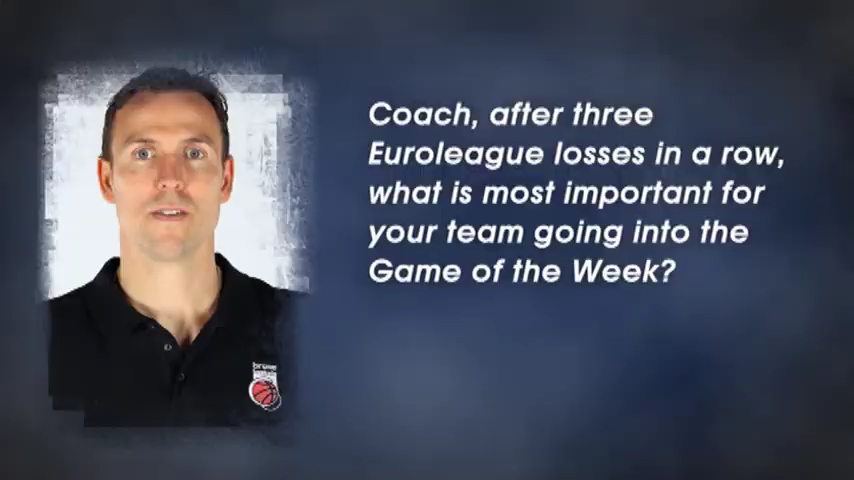 Coach, after three
Euroleague losses in a row,
what is most important for
your team going into the
Game of the Week?